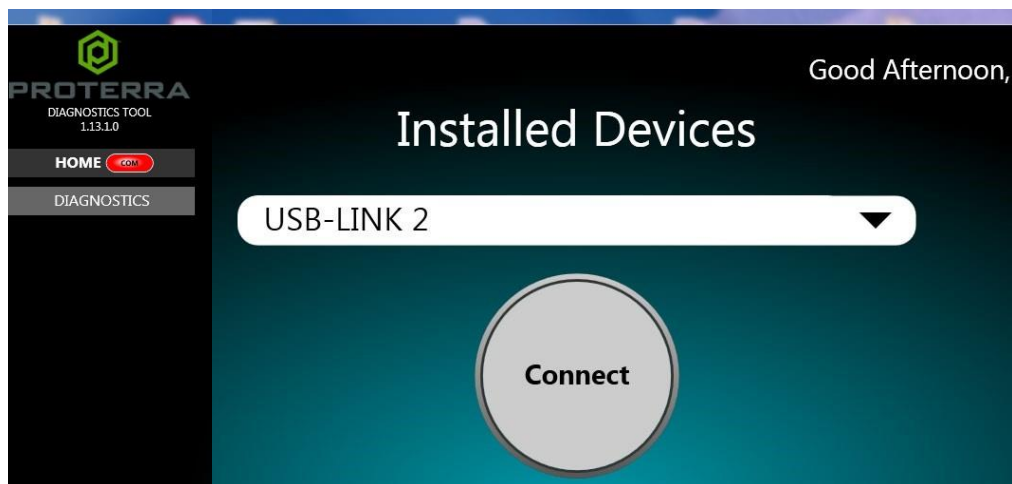 PROTERRA
DIAGNOSTICS TOOL
1.13.1.0
HOME COM
DIAGNOSTICS
Good Afternoon,
Installed Devices
USB-LINK 2
Connect